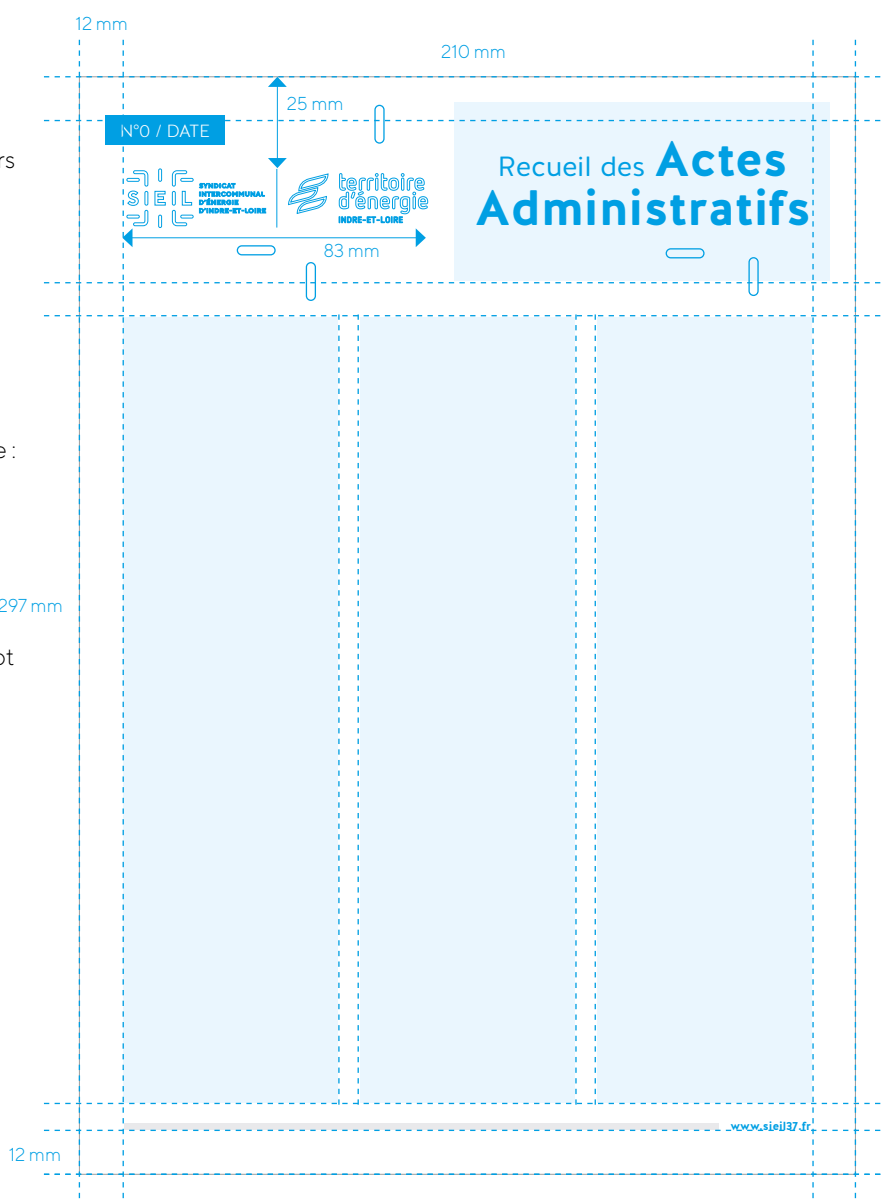 12 mm
210 mm
25 mm
N°0 / DATE
rs
Recueil des Actes
Administratifs
SIEIL
SYNDICAT
INTERCOMMUNAL
D'ÉNERGIE
D'INDRE-ET-LOIRE
territoire
d'énergie
INDRE-ET-LOIRE
83 mm
e :
297 mm
ot
www.sieil37.fr
12 mm